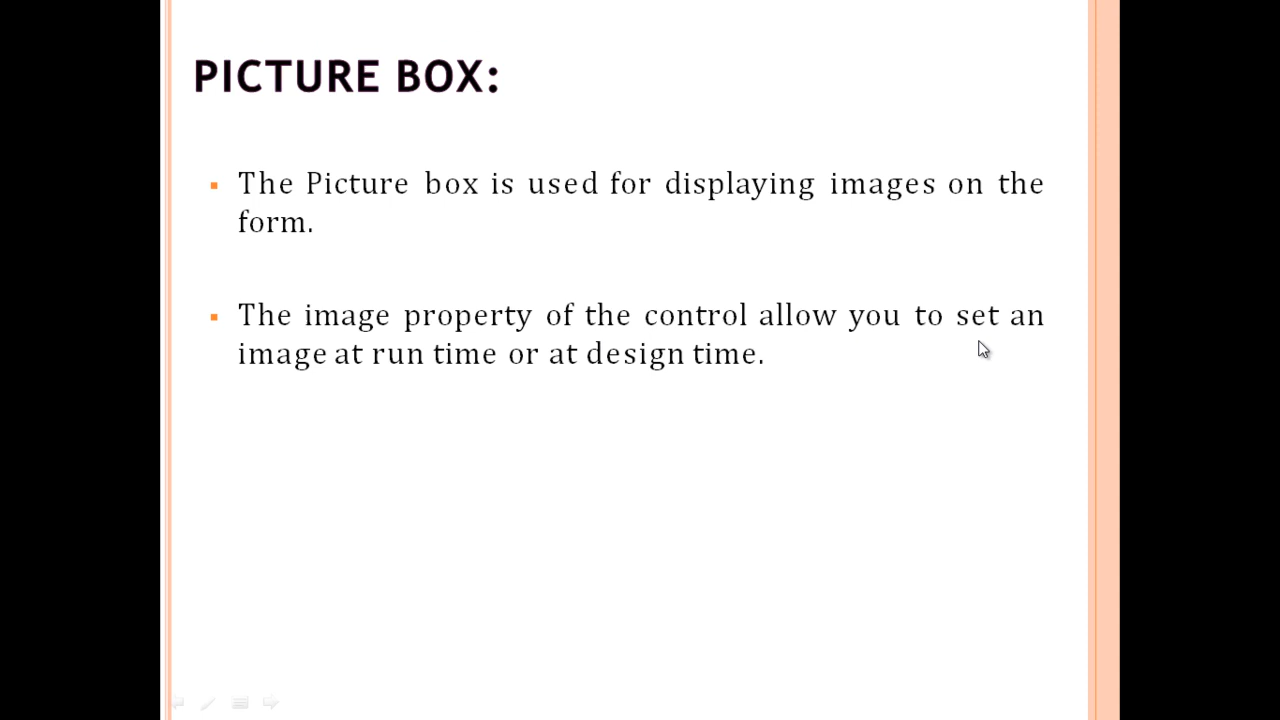 PICTURE BOX:
The Picture box is used for displaying images on the
form.
The image property of the control allow you to set an
image at run time or at design time.